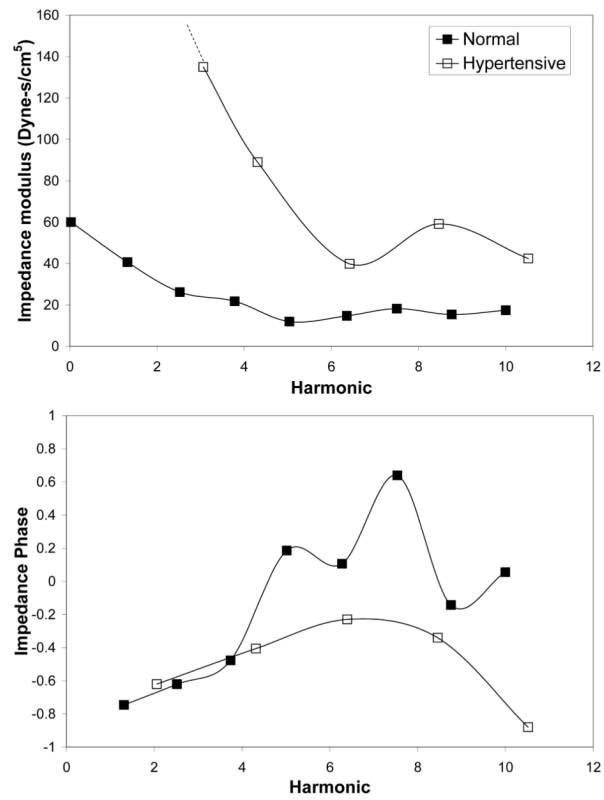 160
140
120
100
80
60
40
20
0
Impedance modulus (Dyne-s/cm⁵)
Normal
Hypertensive
0 2 4 6 8 10 12
Harmonic
1
0.8
0.6
0.4
0.2
0
-0.2
-0.4
-0.6
-0.8
-1
Impedance Phase
0 2 4 6 8 10 12
Harmonic